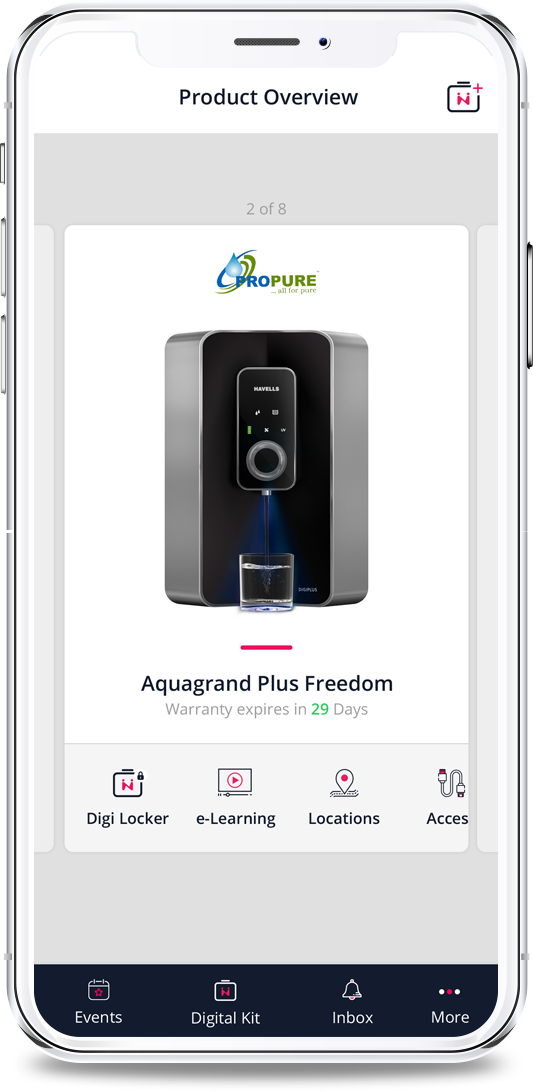 Product Overview
2 of 8
PROPURE
... all for pure
HAVELLS
UV
DIGIPLUS
Aquagrand Plus Freedom
Warranty expires in 29 Days
Digi Locker
e-Learning
Locations
Acces
Events
Digital Kit
Inbox
More